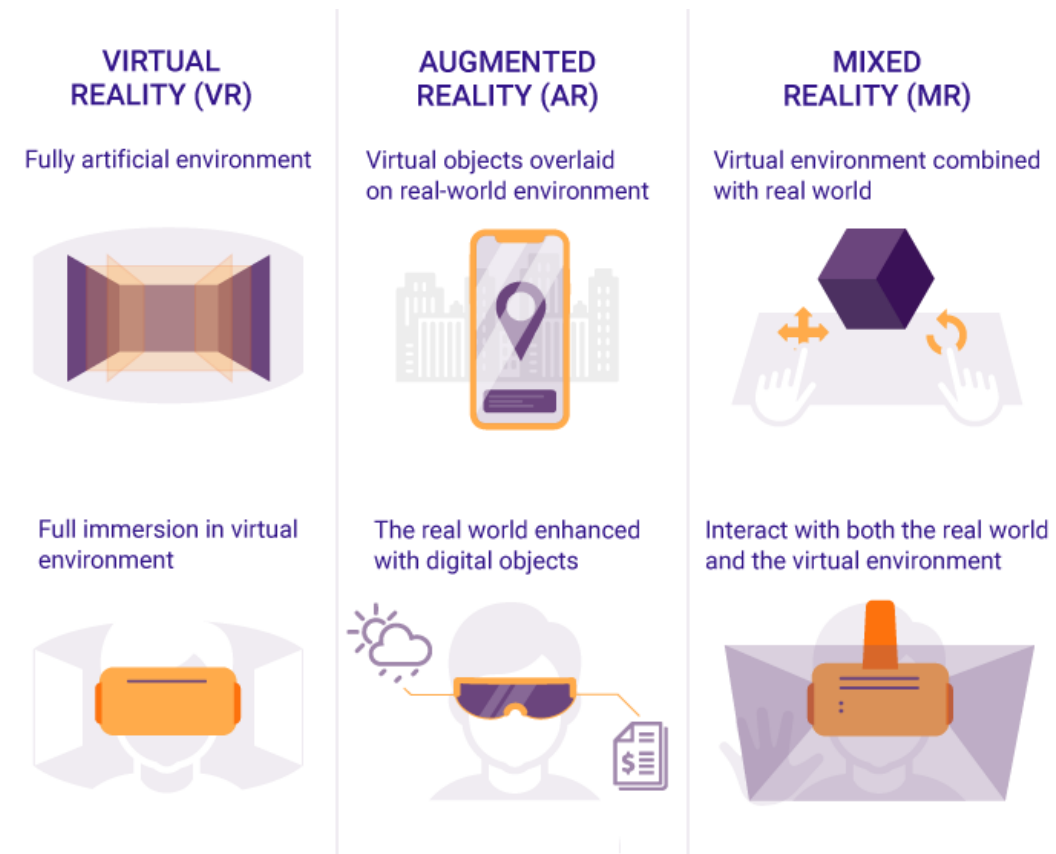 VIRTUAL
REALITY (VR)
Fully artificial environment
Full immersion in virtual
environment
AUGMENTED
REALITY (AR)
Virtual objects overlaid
on real-world environment
The real world enhanced
with digital objects
$
MIXED
REALITY (MR)
Virtual environment combined
with real world
Interact with both the real world
and the virtual environment